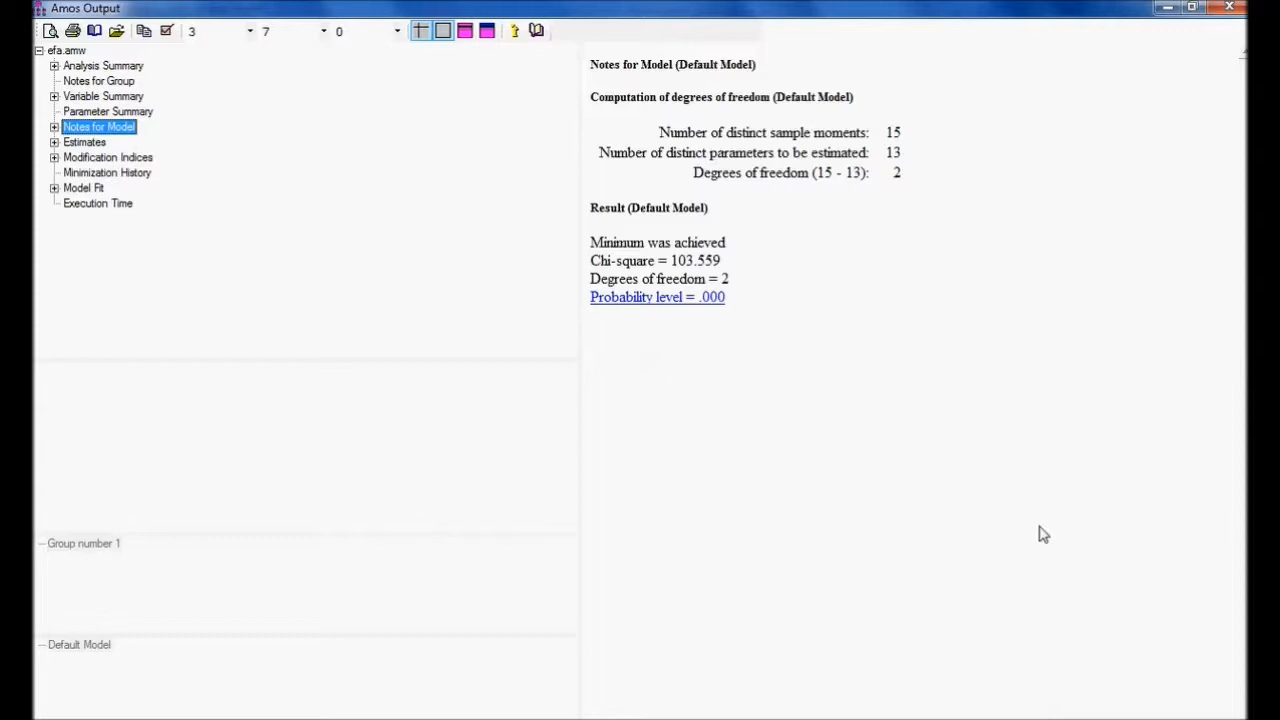 Amos Output
3 7 0
efa.amw
Analysis Summary
Notes for Group
Variable Summary
Parameter Summary
Notes for Model
Estimates
Modification Indices
Minimization History
Model Fit
Execution Time
Group number 1
Default Model
Notes for Model (Default Model)
Computation of degrees of freedom (Default Model)
Number of distinct sample moments: 15
Number of distinct parameters to be estimated: 13
Degrees of freedom (15 - 13): 2
Result (Default Model)
Minimum was achieved
Chi-square = 103.559
Degrees of freedom = 2
Probability level = .000